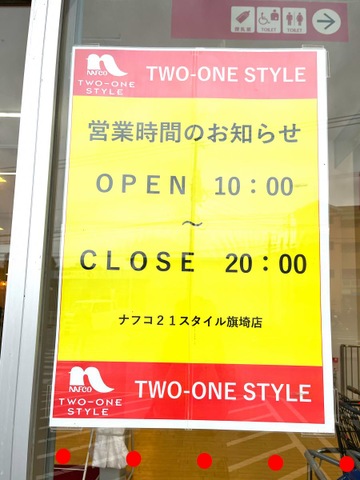 授乳室 TOILET TOILET
NAFCO
TWO-ONE
STYLE
TWO-ONE STYLE
営業時間のお知らせ
OPEN 10：00
～
CLOSE 20：00
ナフコ21スタイル旗埼店
NAFCO
TWO-ONE
STYLE
TWO-ONE STYLE